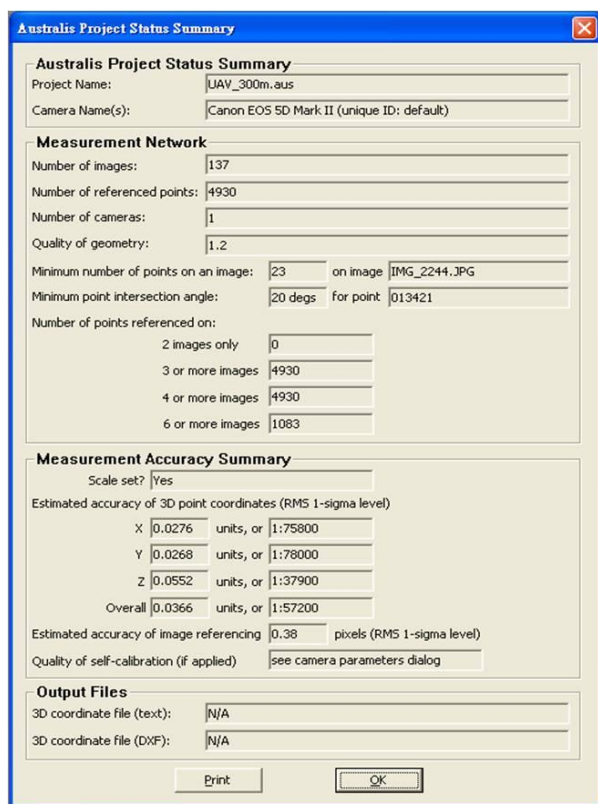 Australis Project Status Summary
Australis Project Status Summary
Project Name: UAV_300m.aus
Camera Name(s): Canon EOS 5D Mark II (unique ID: default)
Measurement Network
Number of images: 137
Number of referenced points: 4930
Number of cameras: 1
Quality of geometry: 1.2
Minimum number of points on an image: 23 on image IMG_2244.JPG
Minimum point intersection angle: 20 degs for point 013421
Number of points referenced on:
2 images only 0
3 or more images 4930
4 or more images 4930
6 or more images 1083
Measurement Accuracy Summary
Scale set? Yes
Estimated accuracy of 3D point coordinates (RMS 1-sigma level)
X 0.0276 units, or 1:75800
Y 0.0268 units, or 1:78000
Z 0.0552 units, or 1:37900
Overall 0.0366 units, or 1:57200
Estimated accuracy of image referencing 0.38 pixels (RMS 1-sigma level)
Quality of self-calibration (if applied) see camera parameters dialog
Output Files
3D coordinate file (text): N/A
3D coordinate file (DXF): N/A
Print OK